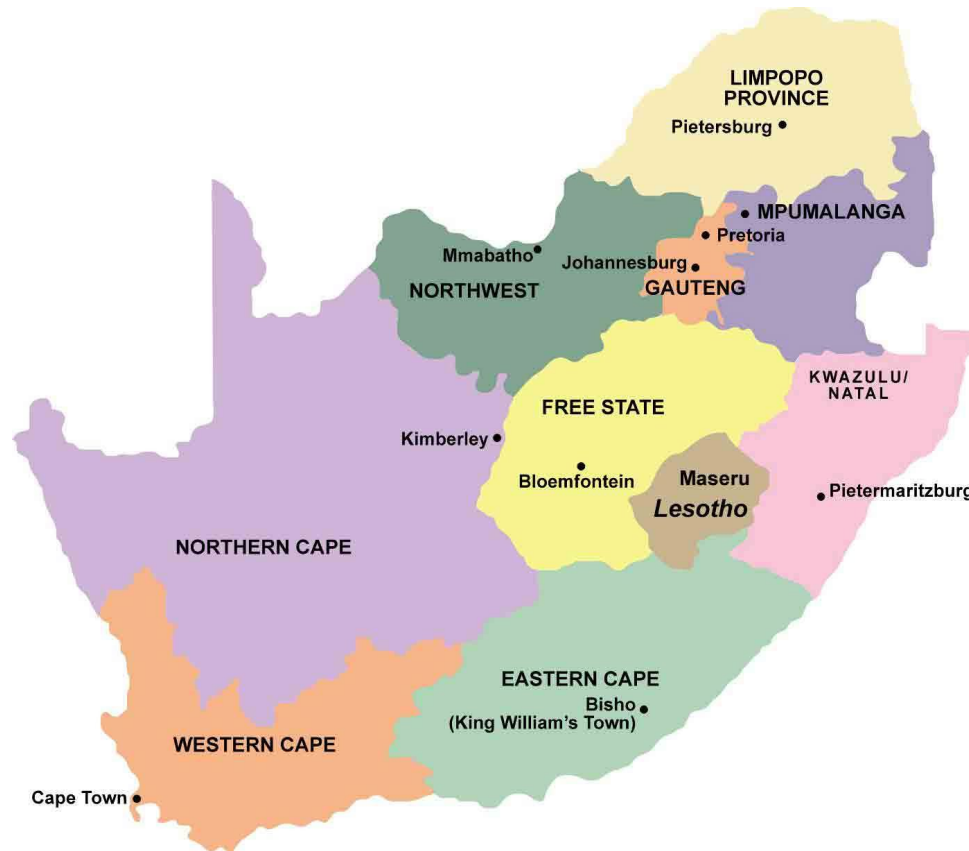 LIMPOPO
PROVINCE
Pietersburg
MPUMALANGA
Pretoria
Mmabatho
Johannesburg
NORTHWEST
GAUTENG
KWAZULU/
NATAL
FREE STATE
Kimberley
Bloemfontein
Maseru
Lesotho
Pietermaritzburg
NORTHERN CAPE
EASTERN CAPE
Bisho
(King William's Town)
WESTERN CAPE
Cape Town